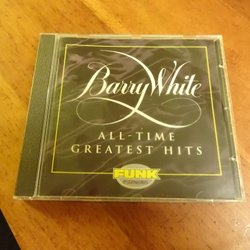 Barry White
ALL-TIME
GREATEST HITS
FUNK